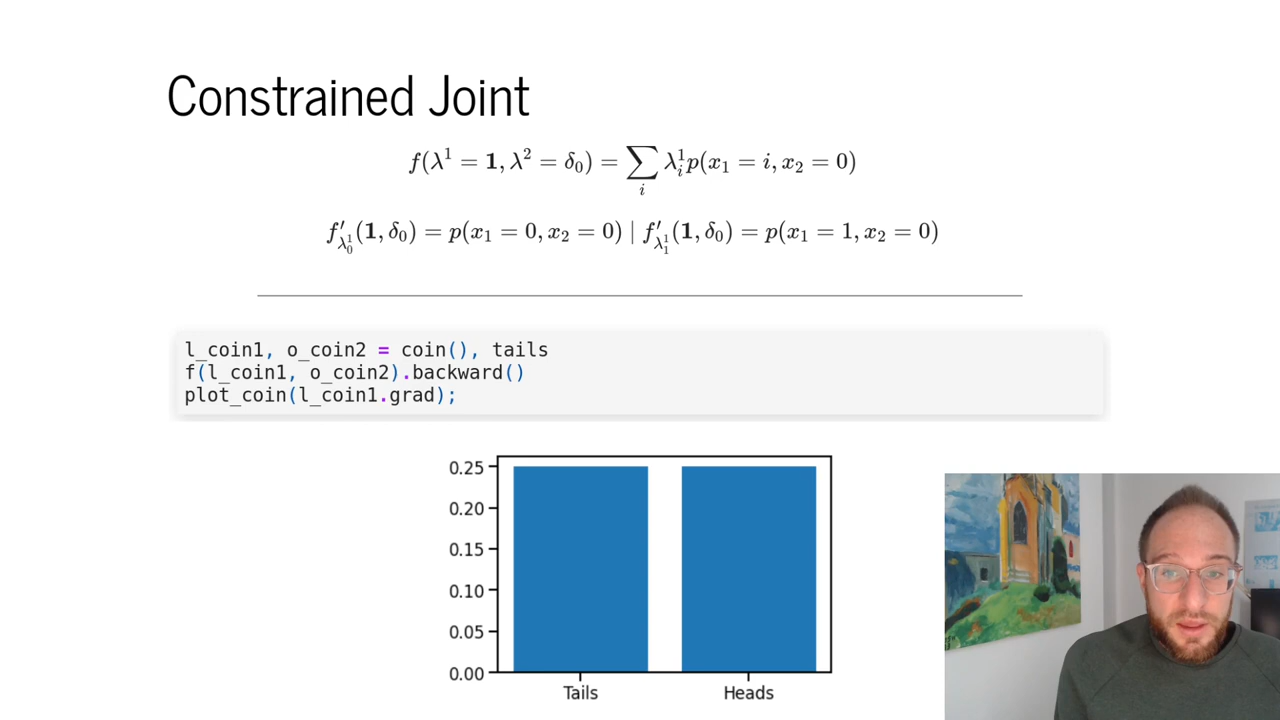 Constrained Joint
f(λ¹ = 𝟏, λ² = δ₀) = ∑ᵢ λᵢ¹p(x₁ = i, x₂ = 0)
f′_{λ₀¹}(𝟏, δ₀) = p(x₁ = 0, x₂ = 0) | f′_{λ₁¹}(𝟏, δ₀) = p(x₁ = 1, x₂ = 0)
l_coin1, o_coin2 = coin(), tails
f(l_coin1, o_coin2).backward()
plot_coin(l_coin1.grad);
0.25
0.20
0.15
0.10
0.05
0.00
Tails Heads